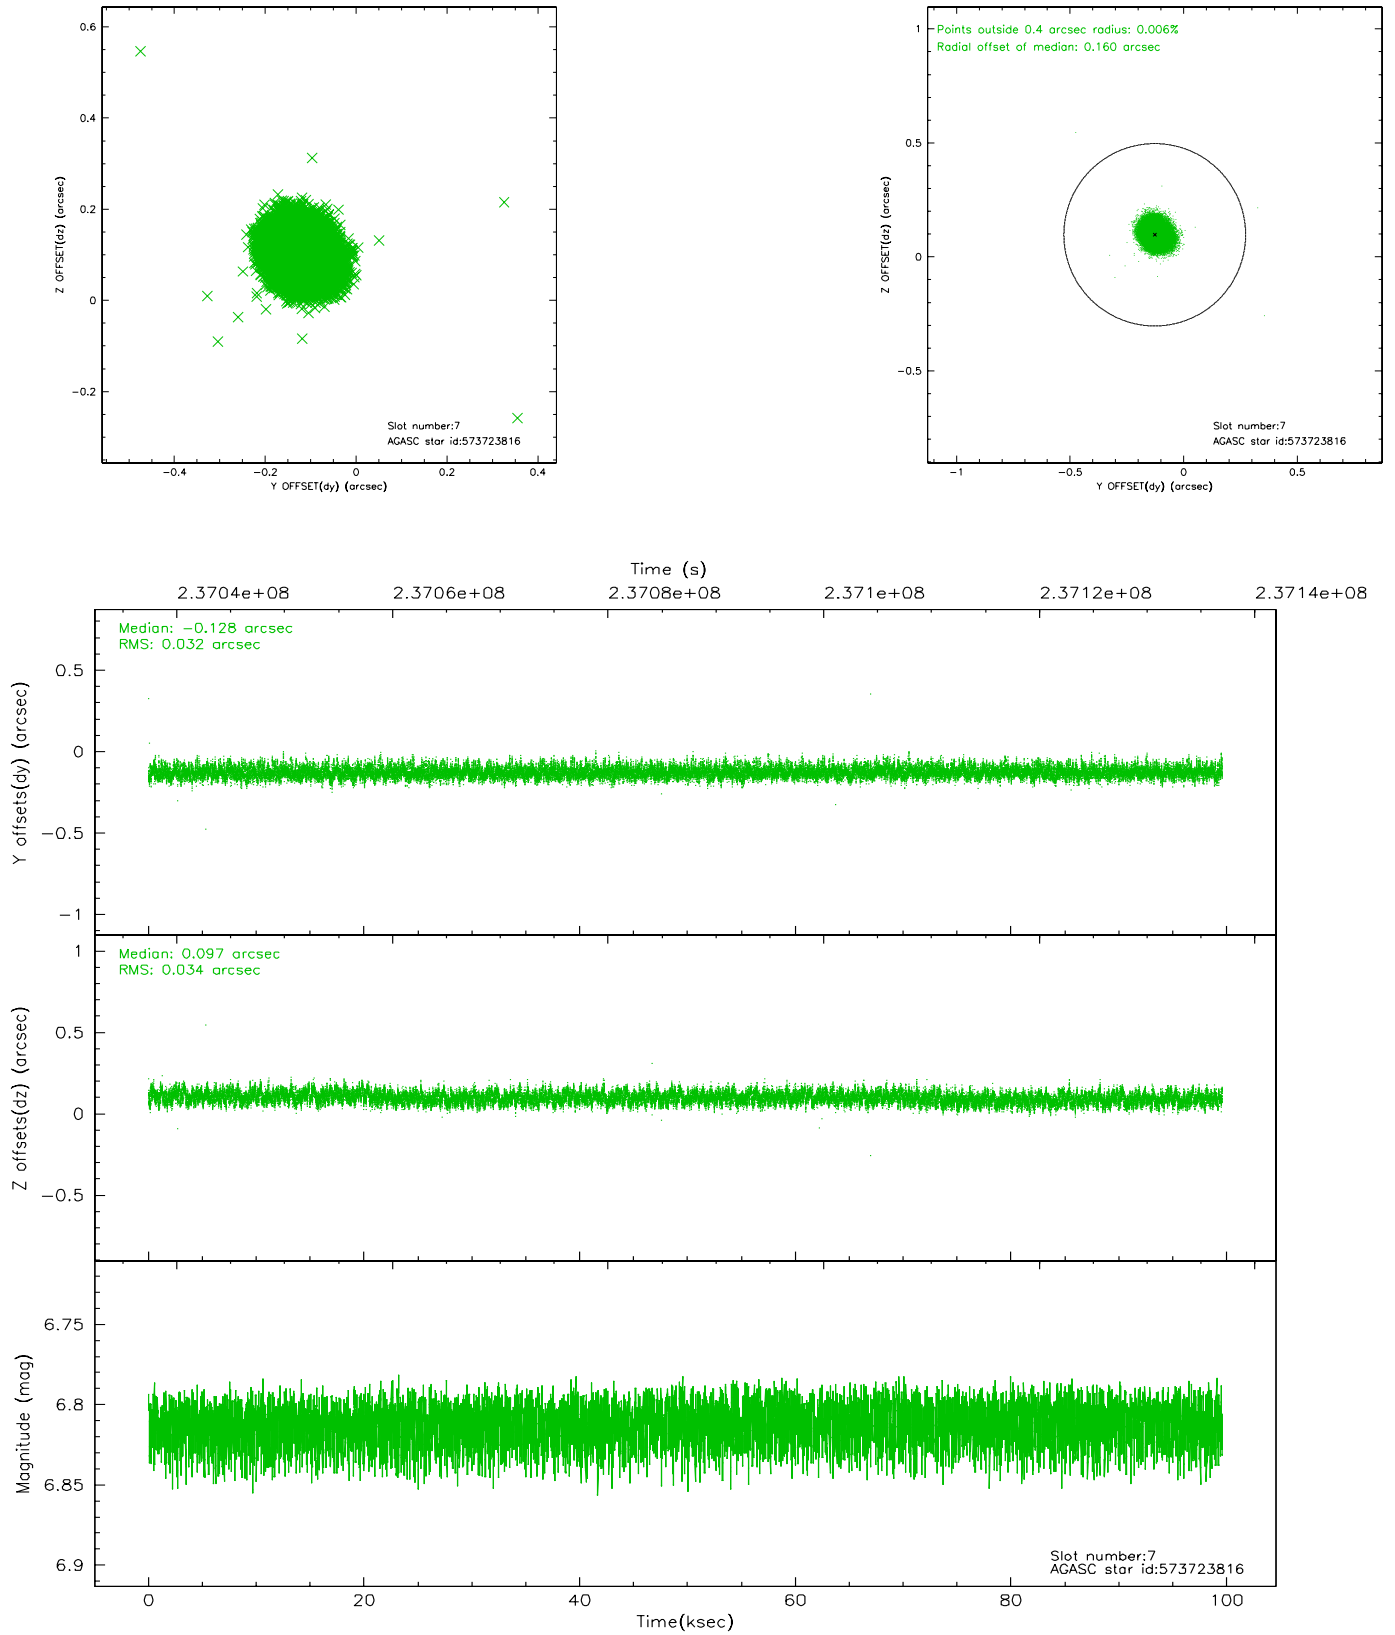 0.6
0.4
0.2
0
−0.2
Z OFFSET(dz) (arcsec)
−0.4
−0.2
0
0.2
0.4
Y OFFSET(dy) (arcsec)
Slot number:7
AGASC star id:573723816
Points outside 0.4 arcsec radius: 0.006%
Radial offset of median: 0.160 arcsec
1
0.5
0
−0.5
Z OFFSET(dz) (arcsec)
−1
−0.5
0
0.5
Y OFFSET(dy) (arcsec)
Slot number:7
AGASC star id:573723816
Time (s)
2.3704e+08
2.3706e+08
2.3708e+08
2.371e+08
2.3712e+08
2.3714e+08
Median: −0.128 arcsec
RMS: 0.032 arcsec
0.5
0
−0.5
−1
Y offsets(dy) (arcsec)
Median: 0.097 arcsec
RMS: 0.034 arcsec
1
0.5
0
−0.5
Z offsets(dz) (arcsec)
6.75
6.8
6.85
6.9
Magnitude (mag)
Slot number:7
AGASC star id:573723816
0
20
40
60
80
100
Time(ksec)